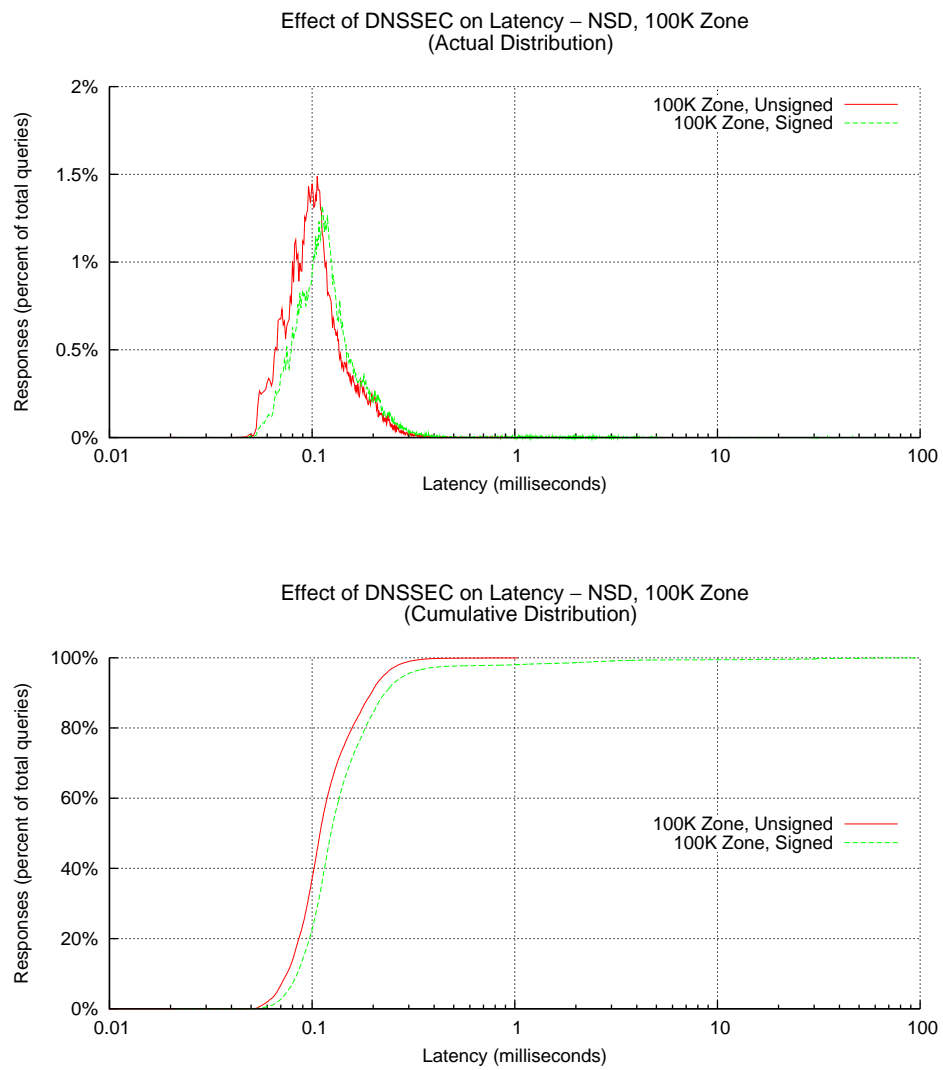 Effect of DNSSEC on Latency – NSD, 100K Zone
(Actual Distribution)
2%
1.5%
1%
0.5%
0%
Responses (percent of total queries)
100K Zone, Unsigned
100K Zone, Signed
0.01 0.1 1 10 100
Latency (milliseconds)
Effect of DNSSEC on Latency – NSD, 100K Zone
(Cumulative Distribution)
100%
80%
60%
40%
20%
0%
Responses (percent of total queries)
100K Zone, Unsigned
100K Zone, Signed
0.01 0.1 1 10 100
Latency (milliseconds)